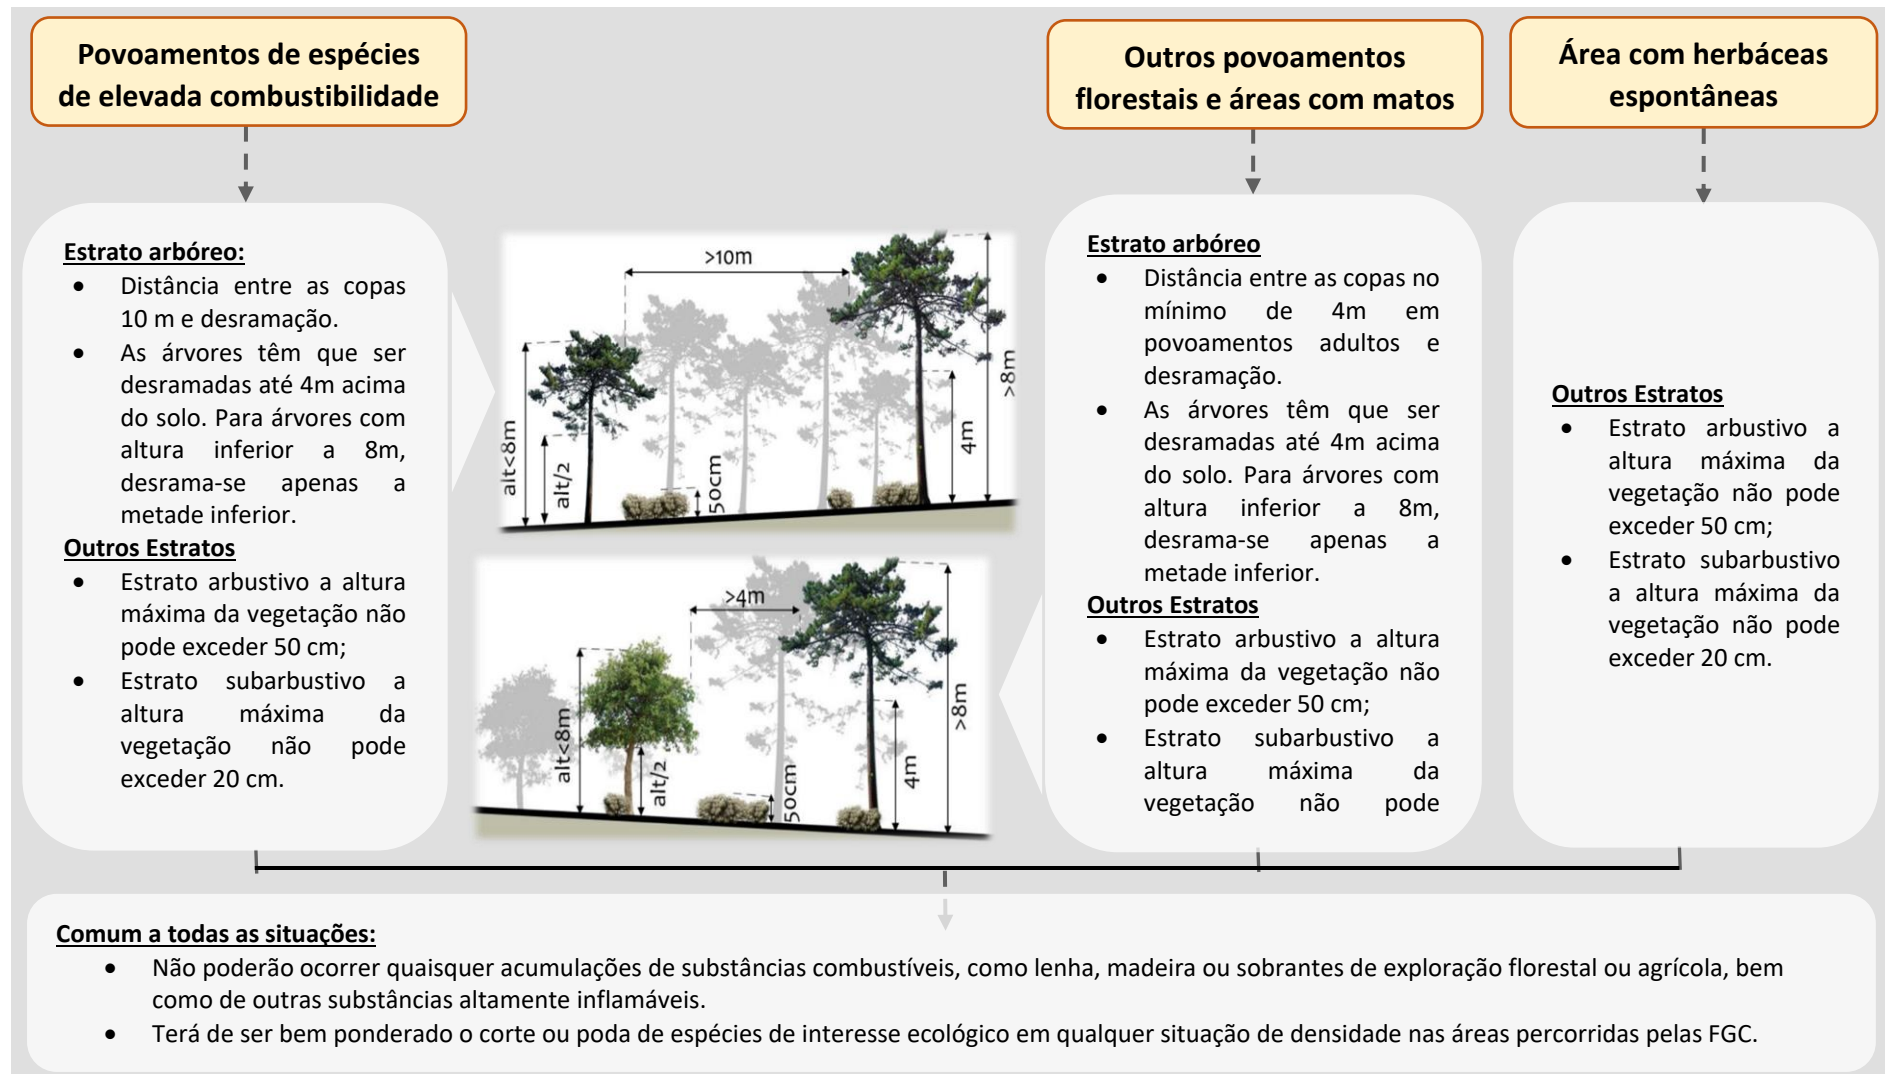 Povoamentos de espécies
de elevada combustibilidade
Estrato arbóreo:
• Distância entre as copas
10 m e desramação.
• As árvores têm que ser
desramadas até 4m acima
do solo. Para árvores com
altura inferior a 8m,
desrama-se apenas a
metade inferior.
Outros Estratos
• Estrato arbustivo a altura
máxima da vegetação não
pode exceder 50 cm;
• Estrato subarbustivo a
altura máxima da
vegetação não pode
exceder 20 cm.
>10m
alt<8m
alt/2
50cm
4m
>8m
>4m
alt<8m
alt/2
50cm
4m
>8m
Outros povoamentos
florestais e áreas com matos
Estrato arbóreo
• Distância entre as copas no
mínimo de 4m em
povoamentos adultos e
desramação.
• As árvores têm que ser
desramadas até 4m acima
do solo. Para árvores com
altura inferior a 8m,
desrama-se apenas a
metade inferior.
Outros Estratos
• Estrato arbustivo a altura
máxima da vegetação não
pode exceder 50 cm;
• Estrato subarbustivo a
altura máxima da
vegetação não pode
Área com herbáceas
espontâneas
Outros Estratos
• Estrato arbustivo a
altura máxima da
vegetação não pode
exceder 50 cm;
• Estrato subarbustivo
a altura máxima da
vegetação não pode
exceder 20 cm.
Comum a todas as situações:
• Não poderão ocorrer quaisquer acumulações de substâncias combustíveis, como lenha, madeira ou sobrantes de exploração florestal ou agrícola, bem
como de outras substâncias altamente inflamáveis.
• Terá de ser bem ponderado o corte ou poda de espécies de interesse ecológico em qualquer situação de densidade nas áreas percorridas pelas FGC.